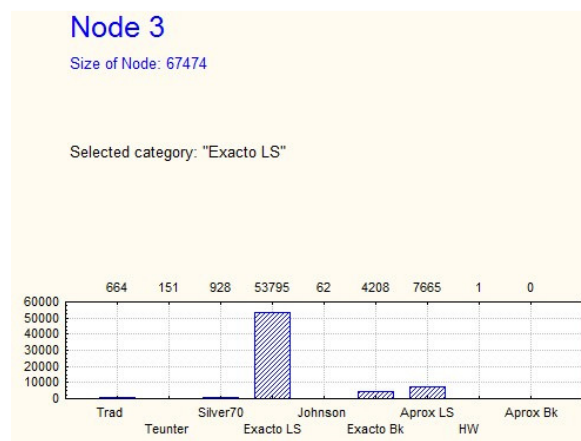 Node 3
Size of Node: 67474
Selected category: "Exacto LS"
664 151 928 53795 62 4208 7665 1 0
60000
50000
40000
30000
20000
10000
0
Trad Silver70 Johnson Aprox LS Aprox Bk
Teunter Exacto LS Exacto Bk HW